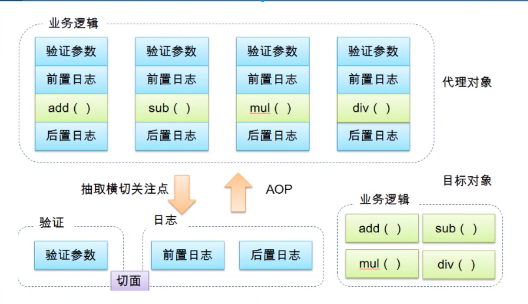 业务逻辑
验证参数 验证参数 验证参数 验证参数
前置日志 前置日志 前置日志 前置日志
代理对象
add（ ） sub（ ） mul（ ） div（ ）
后置日志 后置日志 后置日志 后置日志
抽取横切关注点 AOP
目标对象
验证 日志 业务逻辑
add（ ） sub（ ）
验证参数 前置日志 后置日志
mul（ ） div（ ）
切面